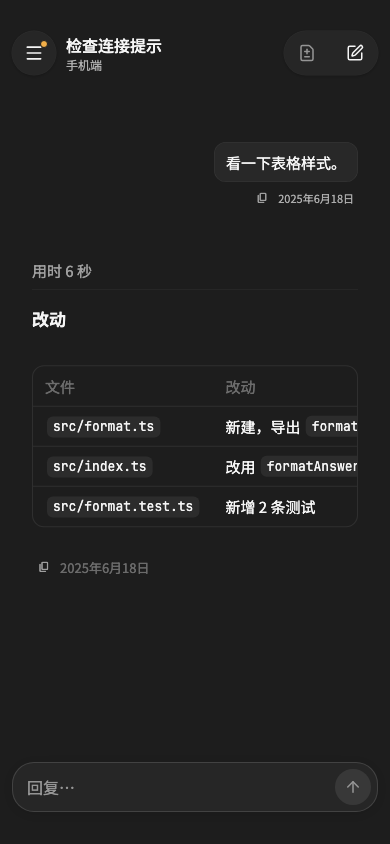 检查连接提示
手机端
看一下表格样式。
2025年6月18日
用时 6 秒
改动
文件 改动
src/format.ts 新建，导出 format
src/index.ts 改用 formatAnswer
src/format.test.ts 新增 2 条测试
2025年6月18日
回复…